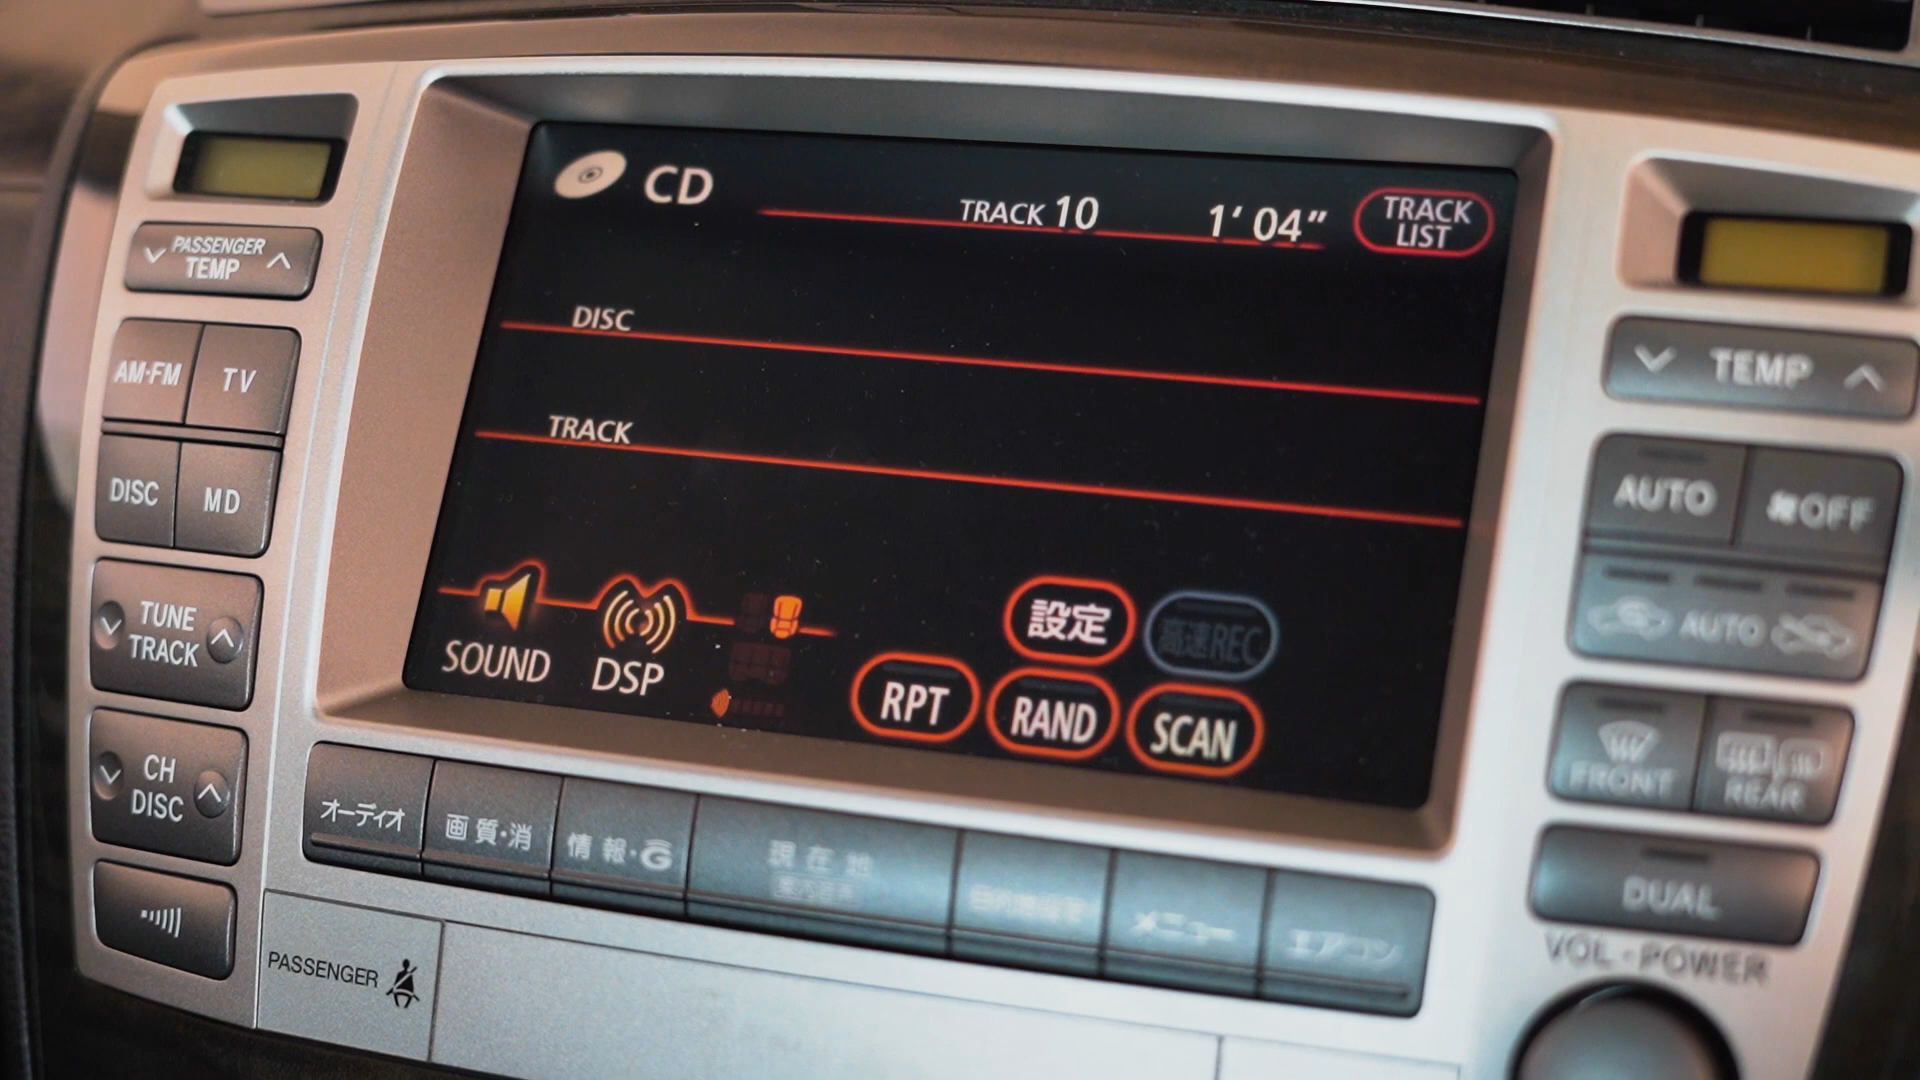 CD
TRACK 10
1′ 04″
TRACK
LIST
DISC
TRACK
SOUND
DSP
設定
高速REC
RPT
RAND
SCAN
PASSENGER
TEMP
AM・FM
TV
DISC
MD
TUNE
TRACK
CH
DISC
オーディオ
画質・消
情報・G
現在地
メニュー
エアコン
PASSENGER
TEMP
AUTO
OFF
AUTO
FRONT
REAR
DUAL
VOL・POWER